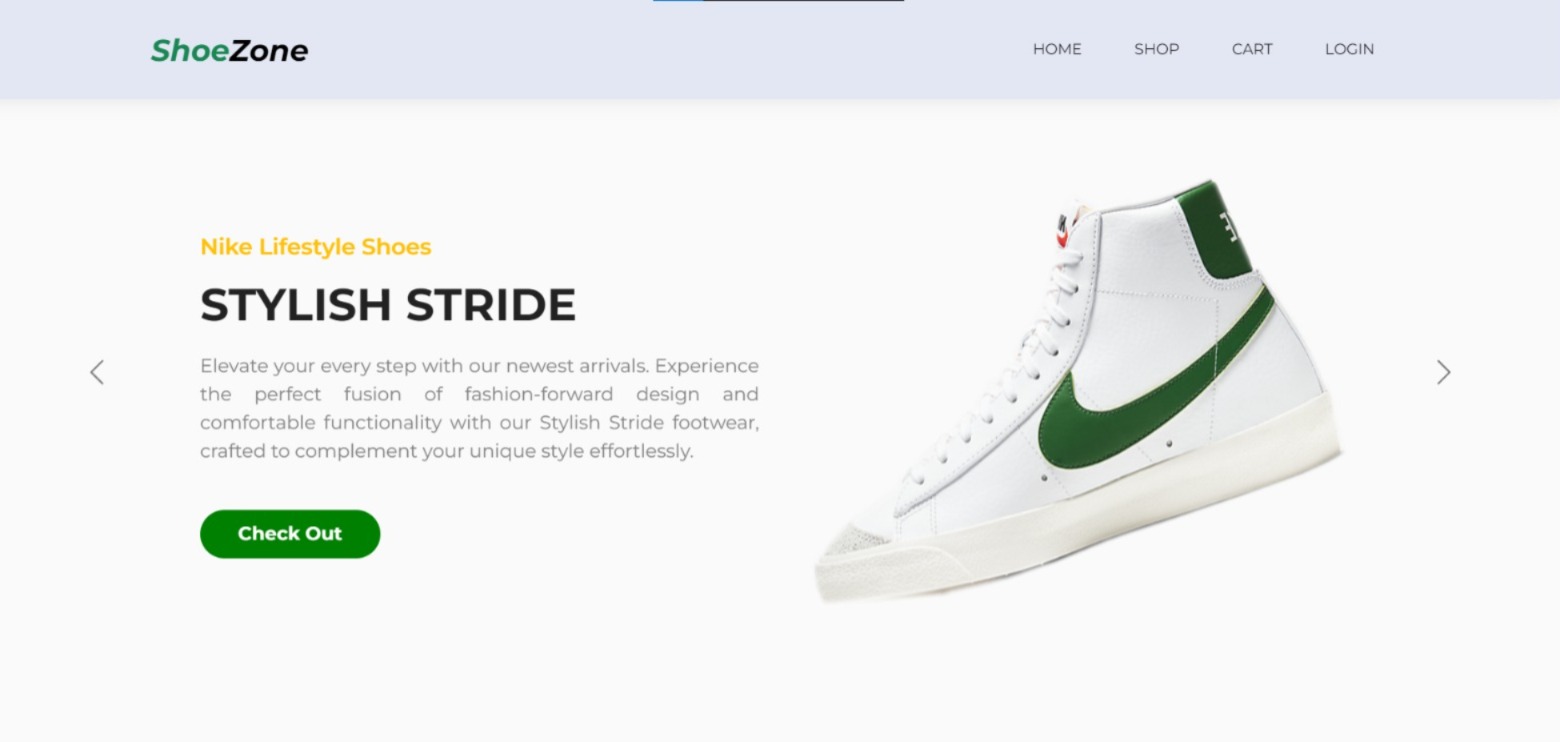 ShoeZone
HOME SHOP CART LOGIN
Nike Lifestyle Shoes
STYLISH STRIDE
Elevate your every step with our newest arrivals. Experience
the perfect fusion of fashion-forward design and
comfortable functionality with our Stylish Stride footwear,
crafted to complement your unique style effortlessly.
Check Out